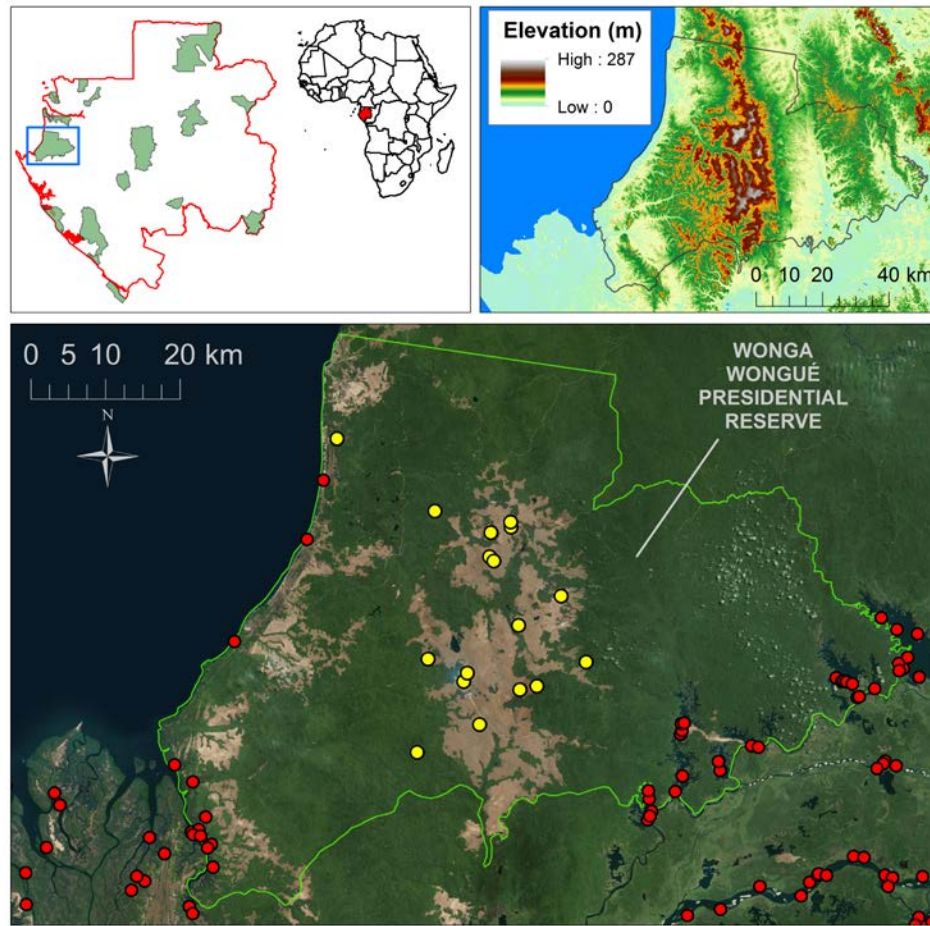 Elevation (m)
High : 287
Low : 0
0 10 20 40 km
0 5 10 20 km
N
WONGA
WONGUÉ
PRESIDENTIAL
RESERVE